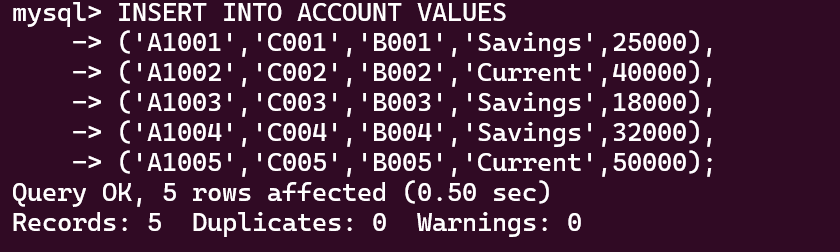 mysql> INSERT INTO ACCOUNT VALUES
    -> ('A1001','C001','B001','Savings',25000),
    -> ('A1002','C002','B002','Current',40000),
    -> ('A1003','C003','B003','Savings',18000),
    -> ('A1004','C004','B004','Savings',32000),
    -> ('A1005','C005','B005','Current',50000);
Query OK, 5 rows affected (0.50 sec)
Records: 5  Duplicates: 0  Warnings: 0